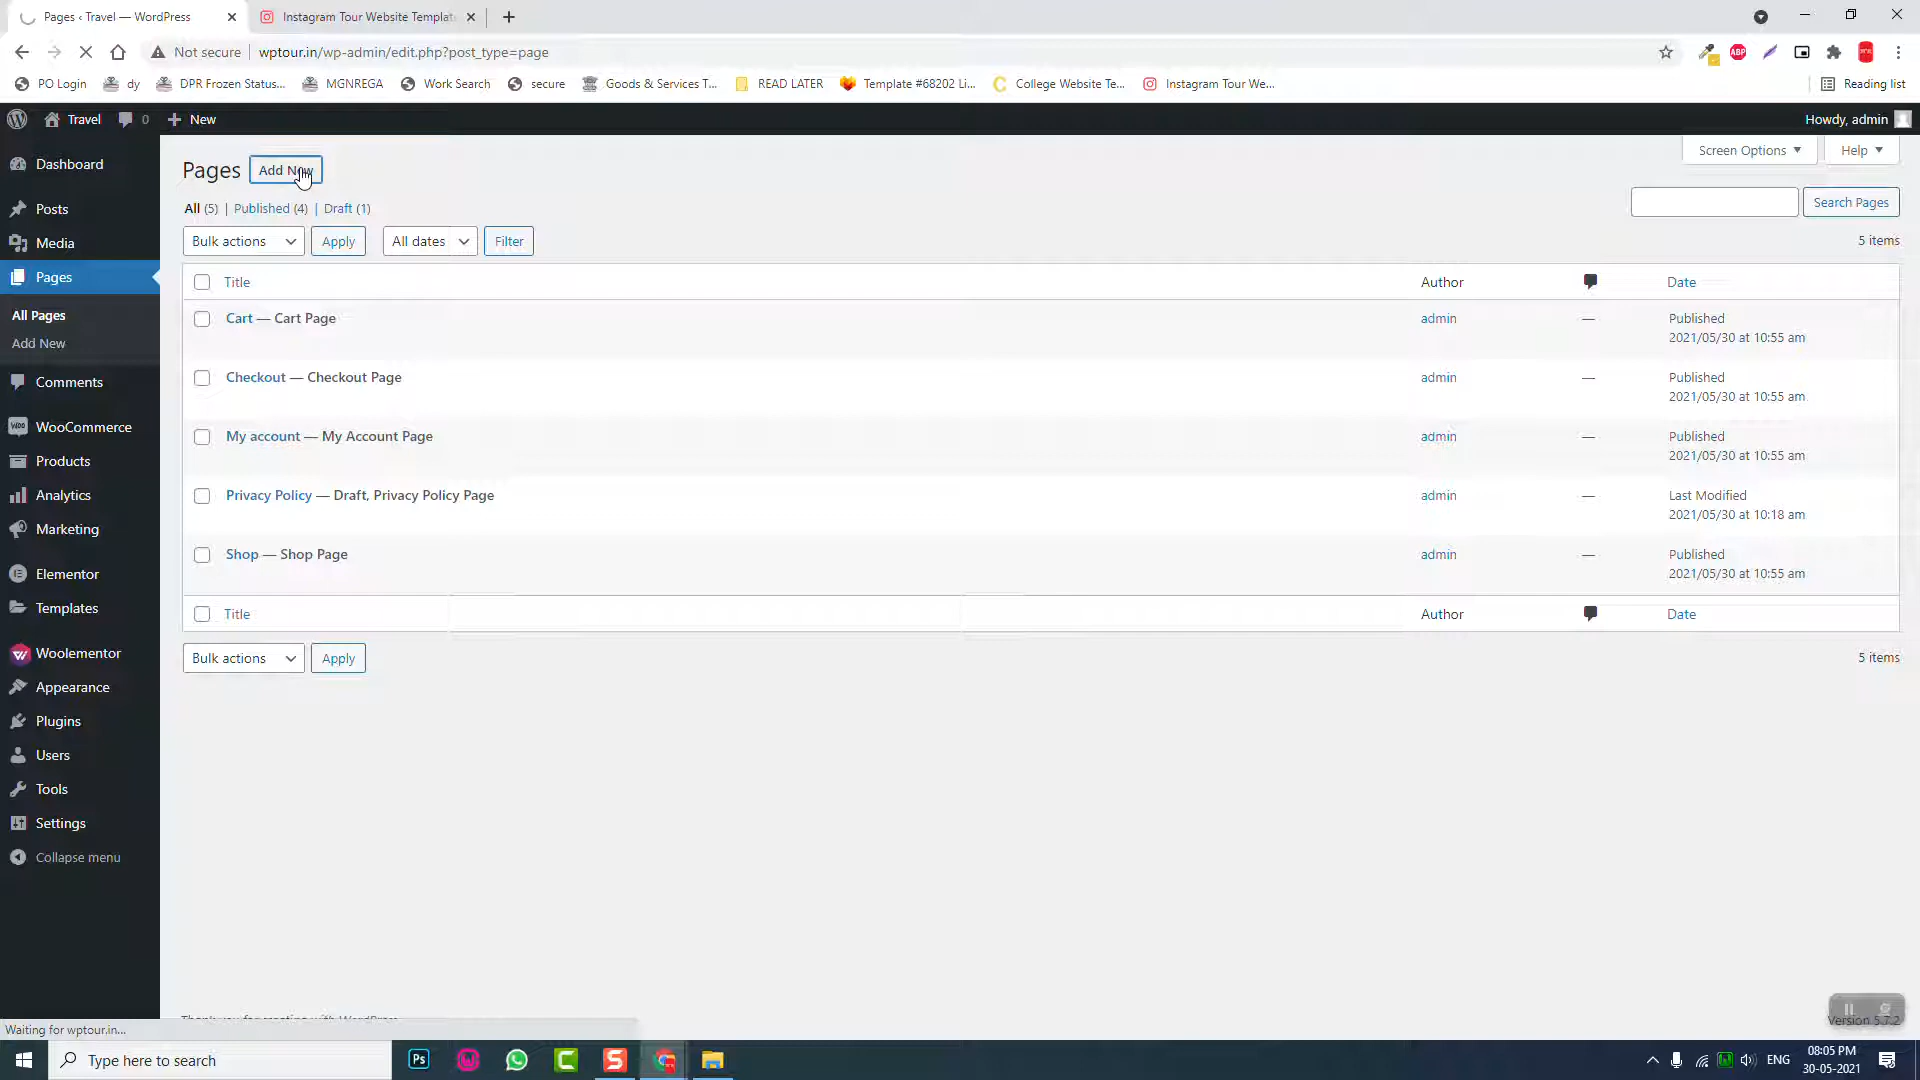 Pages ‹ Travel — WordPress
Instagram Tour Website Templat
Not secure
wptour.in/wp-admin/edit.php?post_type=page
PO Login
dy
DPR Frozen Status...
MGNREGA
Work Search
secure
Goods & Services T...
READ LATER
Template #68202 Li...
College Website Te...
Instagram Tour We...
Reading list
Travel
0
New
Howdy, admin
Dashboard
Posts
Media
Pages
All Pages
Add New
Comments
WooCommerce
Products
Analytics
Marketing
Elementor
Templates
Woolementor
Appearance
Plugins
Users
Tools
Settings
Collapse menu
Pages
Add New
Screen Options
Help
All (5) | Published (4) | Draft (1)
Search Pages
Bulk actions
Apply
All dates
Filter
5 items
Title
Author
Date
Cart — Cart Page
admin
—
Published
2021/05/30 at 10:55 am
Checkout — Checkout Page
admin
—
Published
2021/05/30 at 10:55 am
My account — My Account Page
admin
—
Published
2021/05/30 at 10:55 am
Privacy Policy — Draft, Privacy Policy Page
admin
—
Last Modified
2021/05/30 at 10:18 am
Shop — Shop Page
admin
—
Published
2021/05/30 at 10:55 am
Title
Author
Date
Bulk actions
Apply
5 items
Version 5.7.2
Waiting for wptour.in...
Type here to search
Ps
ENG
08:05 PM
30-05-2021